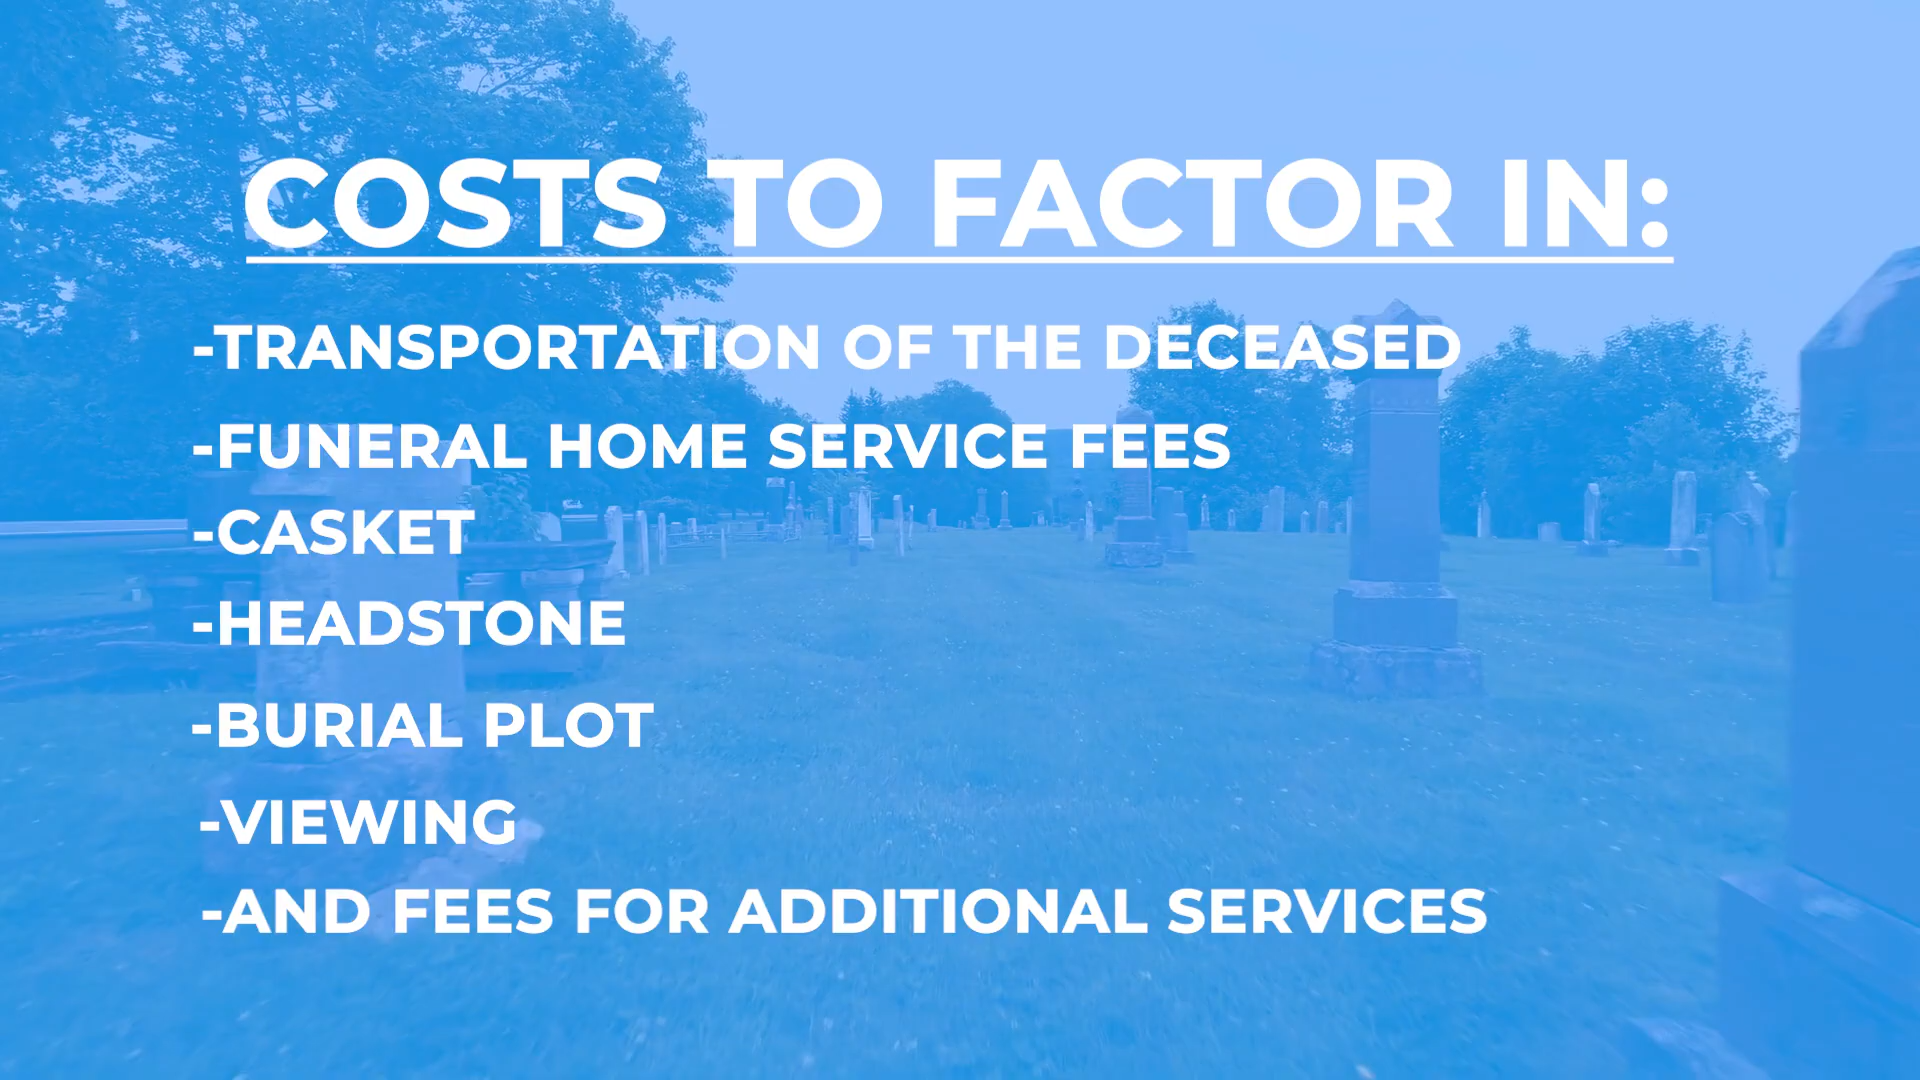 COSTS TO FACTOR IN:
-TRANSPORTATION OF THE DECEASED
-FUNERAL HOME SERVICE FEES
-CASKET
-HEADSTONE
-BURIAL PLOT
-VIEWING
-AND FEES FOR ADDITIONAL SERVICES